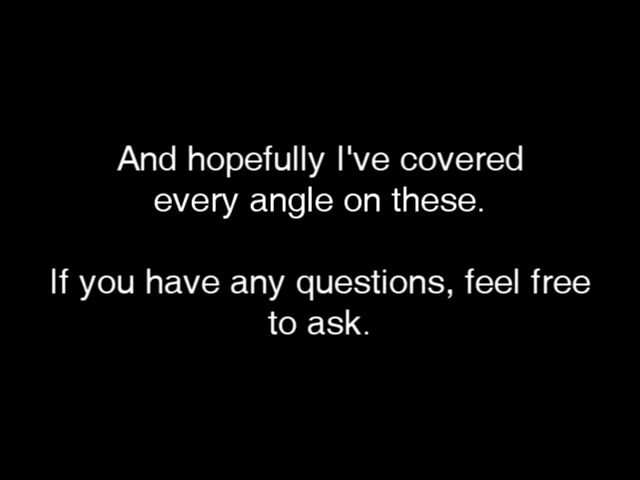 And hopefully I've covered
every angle on these.
If you have any questions, feel free
to ask.